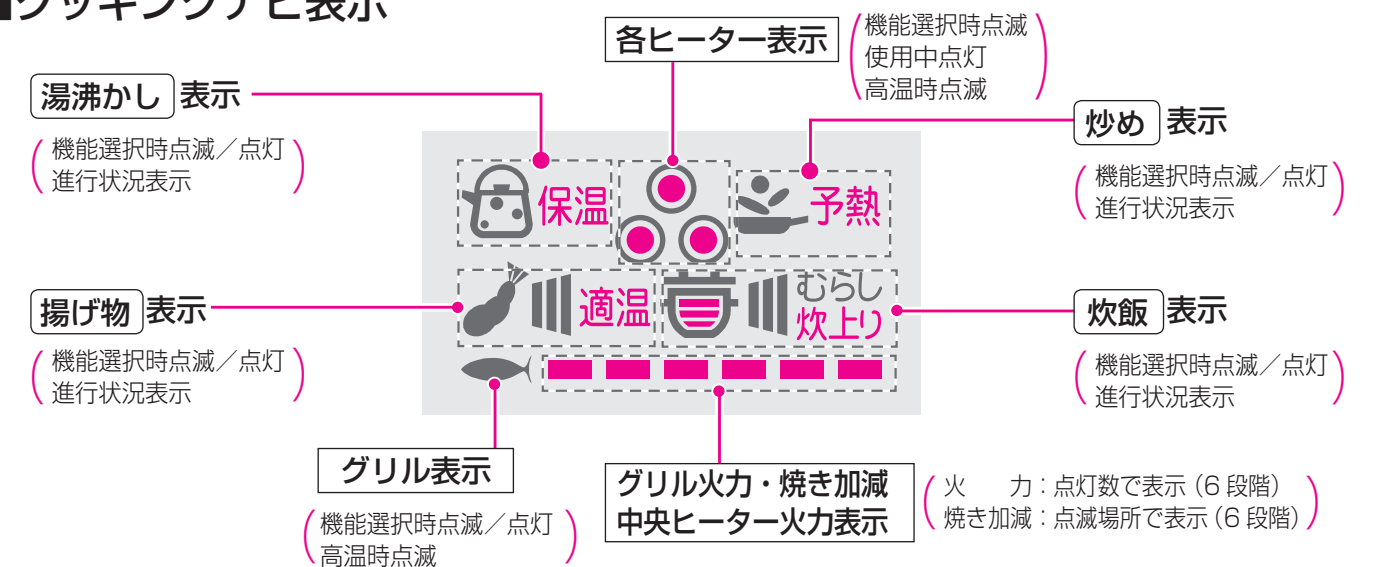 ■クッキングナビ表示
各ヒーター表示
機能選択時点滅
使用中点灯
高温時点滅
湯沸かし 表示
機能選択時点滅／点灯
進行状況表示
炒め 表示
機能選択時点滅／点灯
進行状況表示
保温
予熱
揚げ物 表示
機能選択時点滅／点灯
進行状況表示
適温
むらし
炊上り
炊飯 表示
機能選択時点滅／点灯
進行状況表示
グリル表示
機能選択時点滅／点灯
高温時点滅
グリル火力・焼き加減
中央ヒーター火力表示
火　　力：点灯数で表示（6 段階）
焼き加減：点滅場所で表示（6 段階）